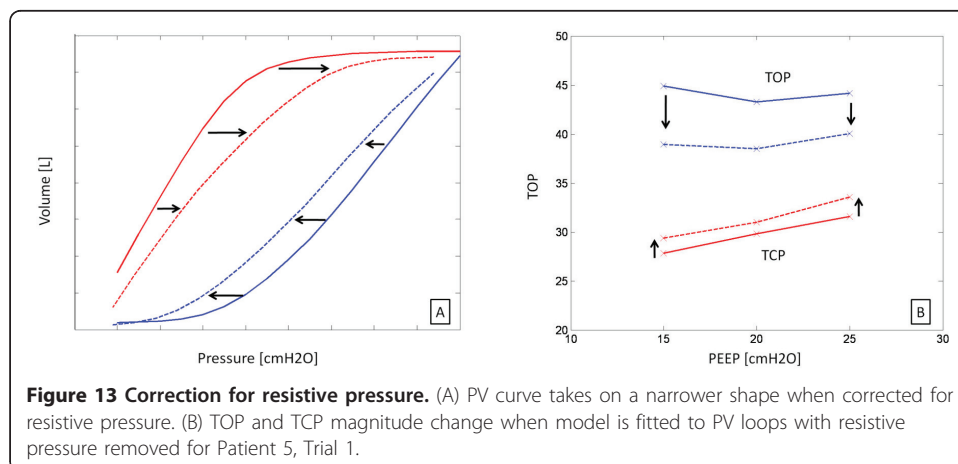 Volume [L]
Pressure [cmH2O]
A
TOP
50
45
40
35
30
25
20
10
15
20
25
30
TOP
TCP
PEEP [cmH2O]
B
Figure 13 Correction for resistive pressure. (A) PV curve takes on a narrower shape when corrected for
resistive pressure. (B) TOP and TCP magnitude change when model is fitted to PV loops with resistive
pressure removed for Patient 5, Trial 1.